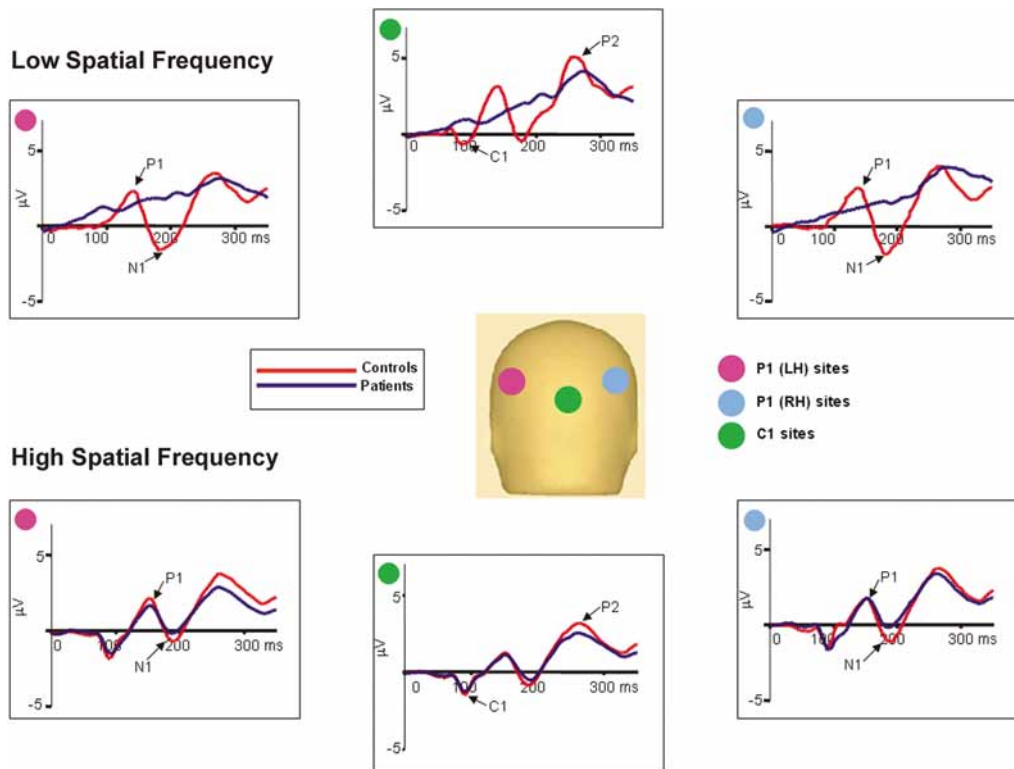 Low Spatial Frequency
5
μV
P1
N1
0
100
200
300 ms
-5
5
μV
P2
C1
0
100
200
300 ms
-5
5
μV
P1
N1
0
100
200
300 ms
-5
Controls
Patients
P1 (LH) sites
P1 (RH) sites
C1 sites
High Spatial Frequency
5
μV
P1
N1
0
100
200
300 ms
-5
5
μV
P2
C1
0
100
200
300 ms
-5
5
μV
P1
N1
0
100
200
300 ms
-5